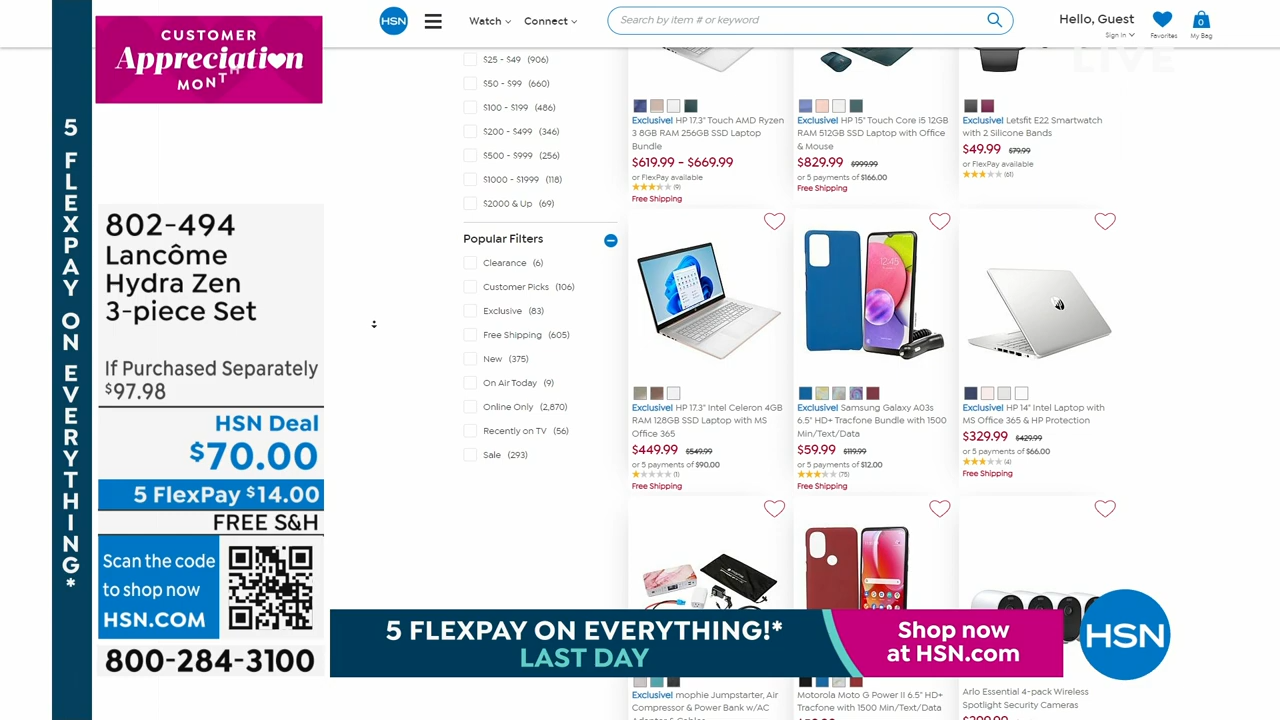 CUSTOMER
Appreciation
MONTH
5 FLEXPAY ON EVERYTHING*
802-494
Lancôme
Hydra Zen
3-piece Set
If Purchased Separately
$97.98
HSN Deal
$70.00
5 FlexPay $14.00
FREE S&H
Scan the code
to shop now
HSN.COM
800-284-3100
HSN
Watch
Connect
Search by item # or keyword
Hello, Guest
Sign In
Favorites
0
My Bag
LIVE
$25 - $49 (906)
$50 - $99 (660)
$100 - $199 (486)
$200 - $499 (346)
$500 - $999 (256)
$1000 - $1999 (118)
$2000 & Up (69)
Popular Filters
Clearance (6)
Customer Picks (106)
Exclusive (83)
Free Shipping (605)
New (375)
On Air Today (9)
Online Only (2,870)
Recently on TV (56)
Sale (293)
Exclusive! HP 17.3" Touch AMD Ryzen
3 8GB RAM 256GB SSD Laptop
Bundle
$619.99 - $669.99
or FlexPay available
(9)
Free Shipping
Exclusive! HP 15" Touch Core i5 12GB
RAM 512GB SSD Laptop with Office
& Mouse
$829.99 $999.99
or 5 payments of $166.00
Free Shipping
Exclusive! Letsfit E22 Smartwatch
with 2 Silicone Bands
$49.99 $79.99
or FlexPay available
(61)
Exclusive! HP 17.3" Intel Celeron 4GB
RAM 128GB SSD Laptop with MS
Office 365
$449.99 $549.99
or 5 payments of $90.00
(1)
Free Shipping
12:45
Exclusive! Samsung Galaxy A03s
6.5" HD+ Tracfone Bundle with 1500
Min/Text/Data
$59.99 $119.99
or 5 payments of $12.00
(75)
Free Shipping
Exclusive! HP 14" Intel Laptop with
MS Office 365 & HP Protection
$329.99 $429.99
or 5 payments of $66.00
(4)
Free Shipping
Exclusive! mophie Jumpstarter, Air
Compressor & Power Bank w/AC
Motorola Moto G Power II 6.5" HD+
Tracfone with 1500 Min/Text/Data
Arlo Essential 4-pack Wireless
Spotlight Security Cameras
5 FLEXPAY ON EVERYTHING!*
LAST DAY
Shop now
at HSN.com
HSN